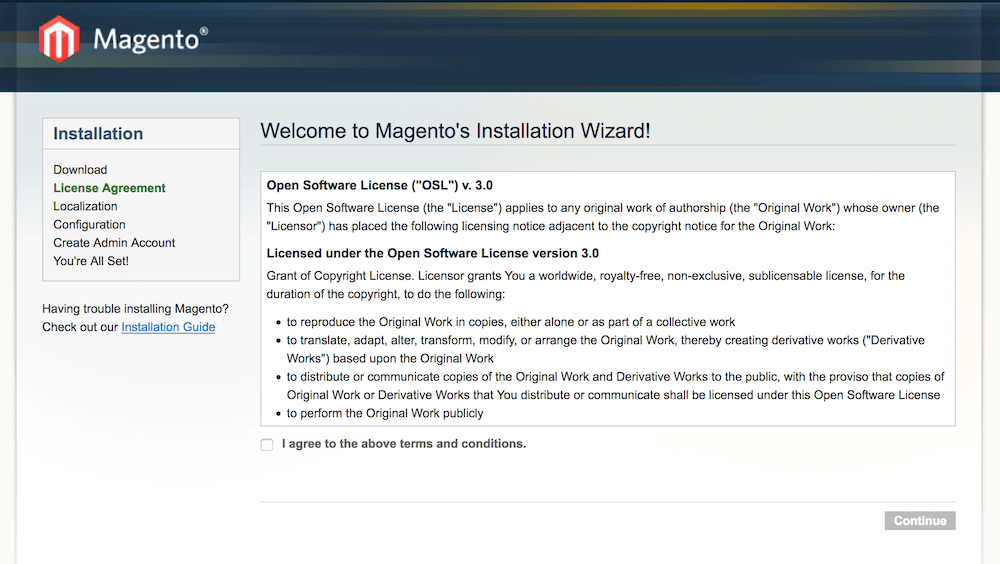 Magento®
Installation
Download
License Agreement
Localization
Configuration
Create Admin Account
You're All Set!
Having trouble installing Magento?
Check out our Installation Guide
Welcome to Magento's Installation Wizard!
Open Software License ("OSL") v. 3.0
This Open Software License (the "License") applies to any original work of authorship (the "Original Work") whose owner (the
"Licensor") has placed the following licensing notice adjacent to the copyright notice for the Original Work:
Licensed under the Open Software License version 3.0
Grant of Copyright License. Licensor grants You a worldwide, royalty-free, non-exclusive, sublicensable license, for the
duration of the copyright, to do the following:
• to reproduce the Original Work in copies, either alone or as part of a collective work
• to translate, adapt, alter, transform, modify, or arrange the Original Work, thereby creating derivative works ("Derivative
Works") based upon the Original Work
• to distribute or communicate copies of the Original Work and Derivative Works to the public, with the proviso that copies of
Original Work or Derivative Works that You distribute or communicate shall be licensed under this Open Software License
• to perform the Original Work publicly
I agree to the above terms and conditions.
Continue